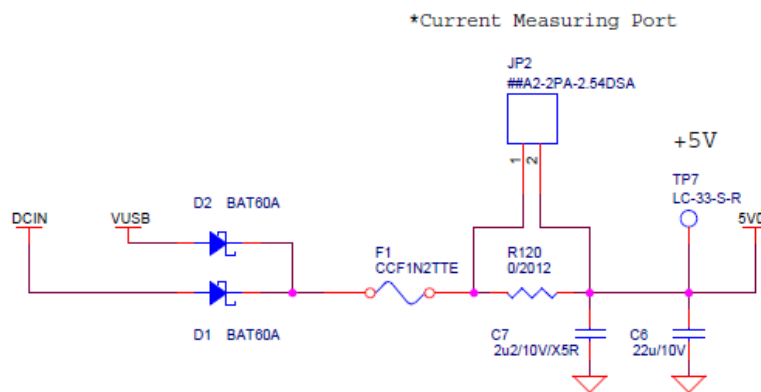 *Current Measuring Port
JP2
##A2-2PA-2.54DSA
+5V
1
2
TP7
LC-33-S-R
D2 BAT60A
DCIN
VUSB
5V0
F1
CCF1N2TTE
R120
0/2012
D1 BAT60A
C7
2u2/10V/X5R
C6
22u/10V